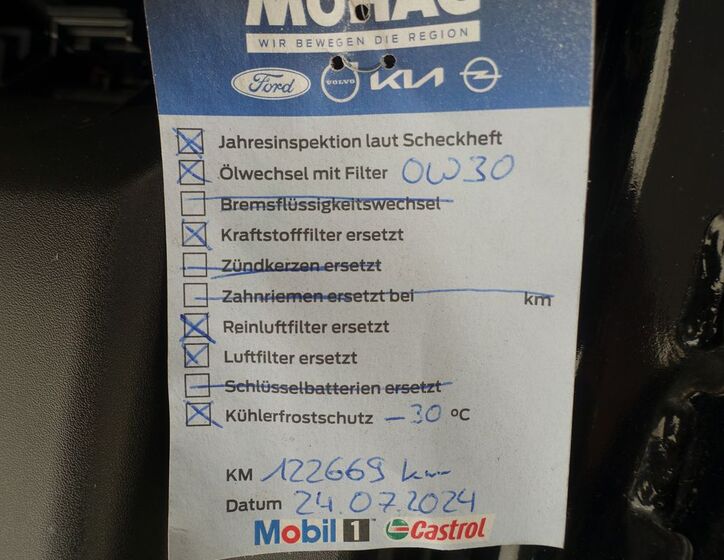 MOHAG
WIR BEWEGEN DIE REGION
Ford VOLVO KIA
Jahresinspektion laut Scheckheft
Ölwechsel mit Filter 0W30
Bremsflüssigkeitswechsel
Kraftstofffilter ersetzt
Zündkerzen ersetzt
Zahnriemen ersetzt bei km
Reinluftfilter ersetzt
Luftfilter ersetzt
Schlüsselbatterien ersetzt
Kühlerfrostschutz -30 °C
KM 122669 km
Datum 24.07.2024
Mobil 1 Castrol